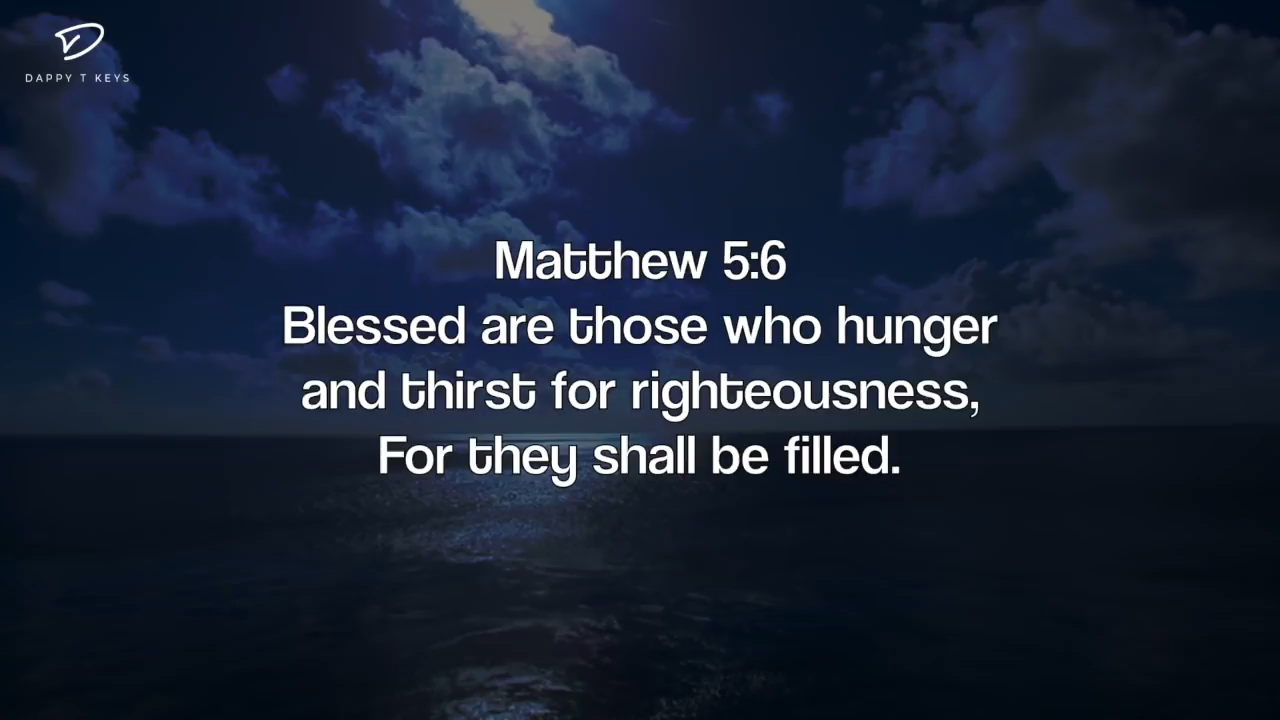 DAPPY T KEYS
Matthew 5:6
Blessed are those who hunger
and thirst for righteousness,
For they shall be filled.